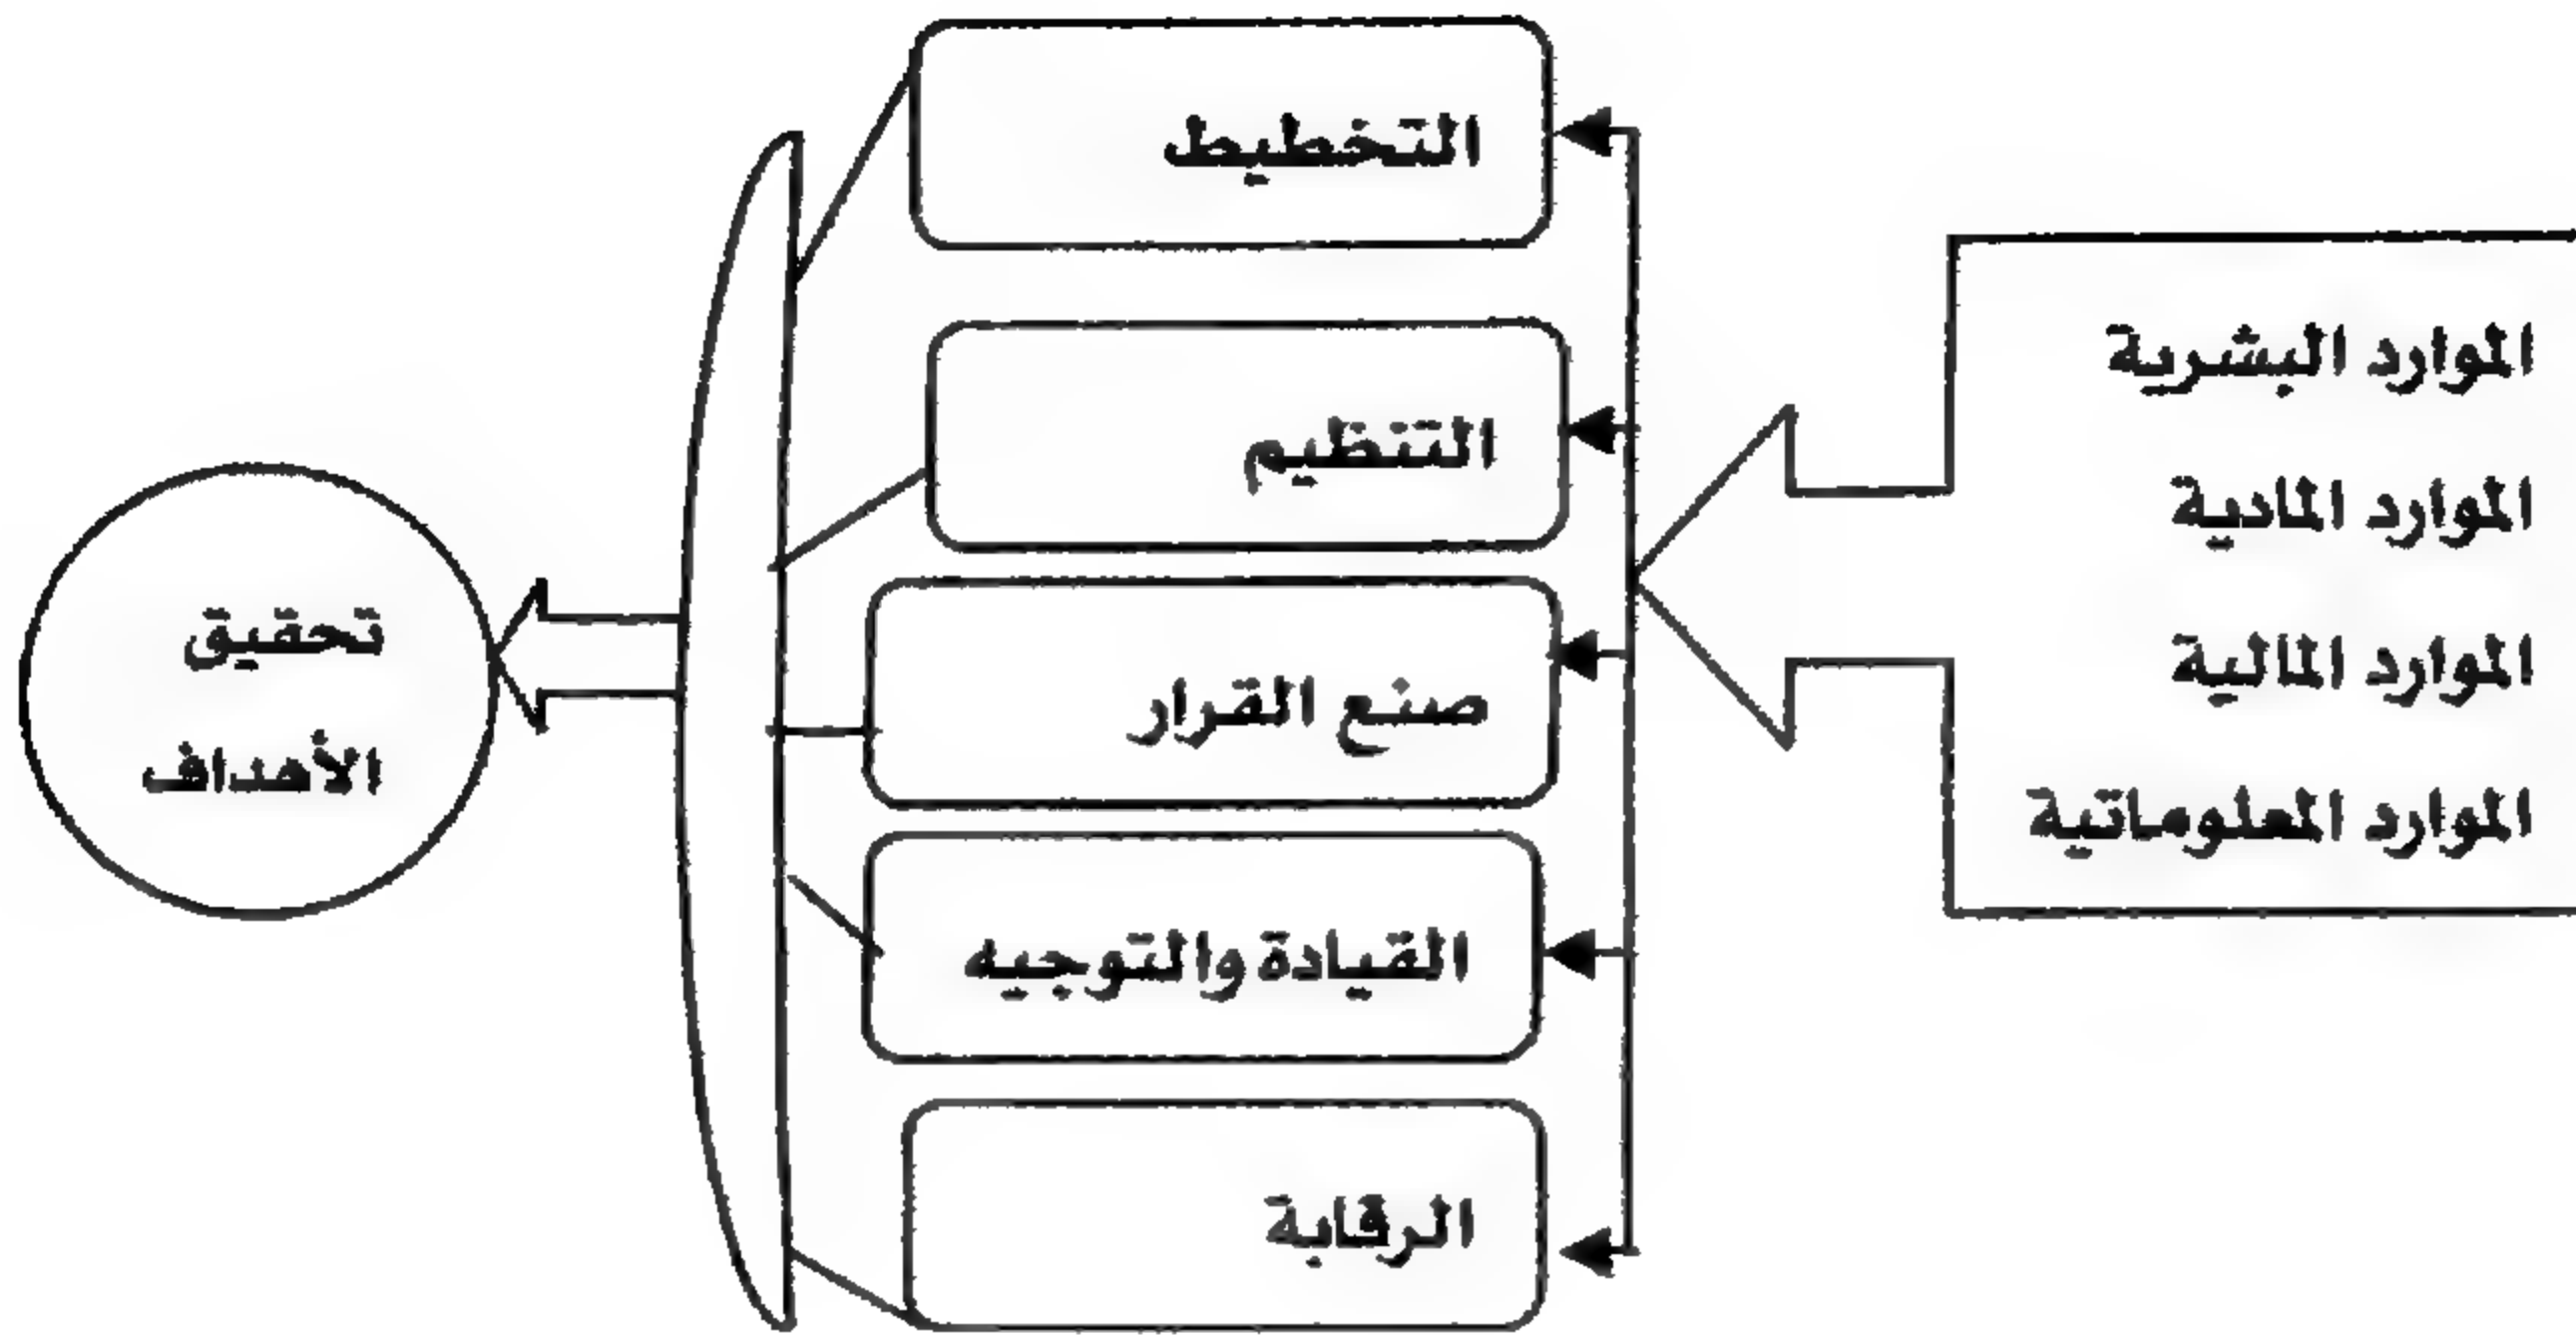 الموارد البشرية
الموارد المادية
الموارد المالية
الموارد المعلوماتية
التخطيط
التنظيم
صنع القرار
القيادة والتوجيه
الرقابة
تحقيق
الأهداف